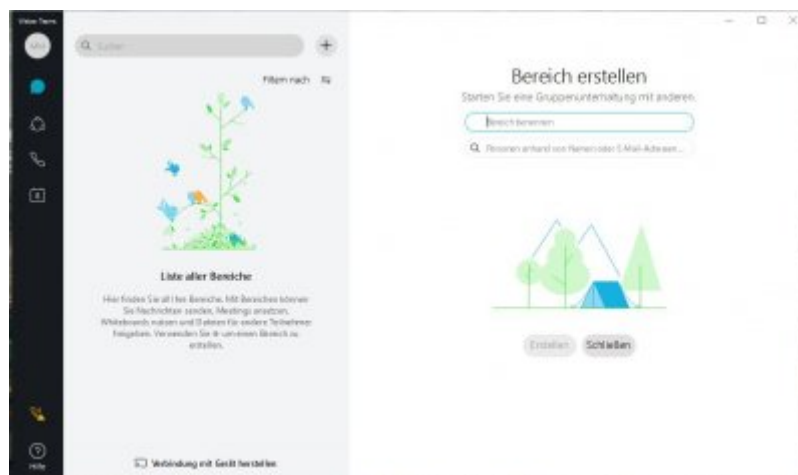 Webex Teams
Suchen
Filtern nach
Liste aller Bereiche
Hier finden Sie all Ihre Bereiche. Mit Bereichen können
Sie Nachrichten senden, Meetings ansetzen,
Whiteboards nutzen und Dateien für andere Teilnehmer
freigeben. Verwenden Sie +, um einen Bereich zu
erstellen.
Verbindung mit Gerät herstellen
Hilfe
Bereich erstellen
Starten Sie eine Gruppenunterhaltung mit anderen.
Bereich benennen
Personen anhand von Namen oder E-Mail-Adressen...
Erstellen
Schließen